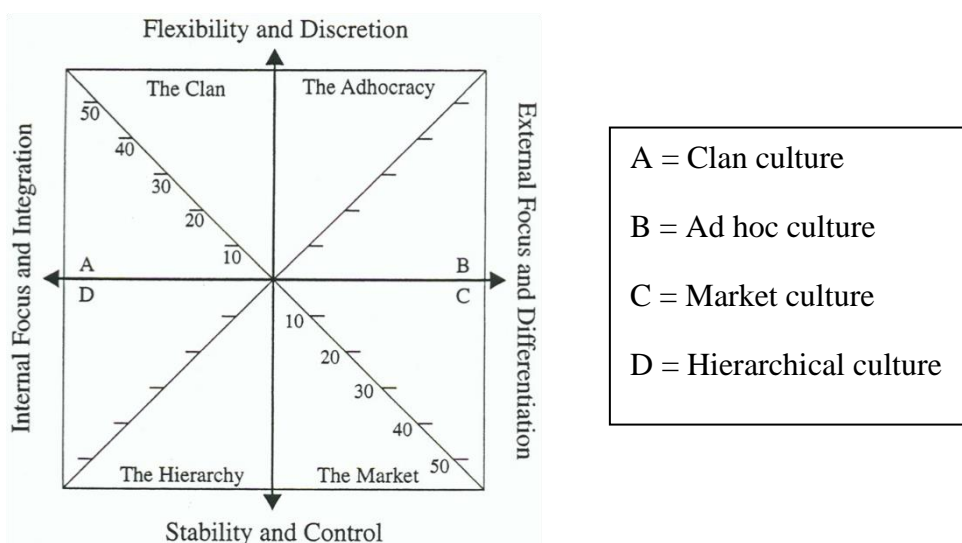 Flexibility and Discretion
The Clan
The Adhocracy
50
40
30
20
10
Internal Focus and Integration
External Focus and Differentiation
A
B
D
C
10
20
30
40
50
The Hierarchy
The Market
Stability and Control
A = Clan culture
B = Ad hoc culture
C = Market culture
D = Hierarchical culture